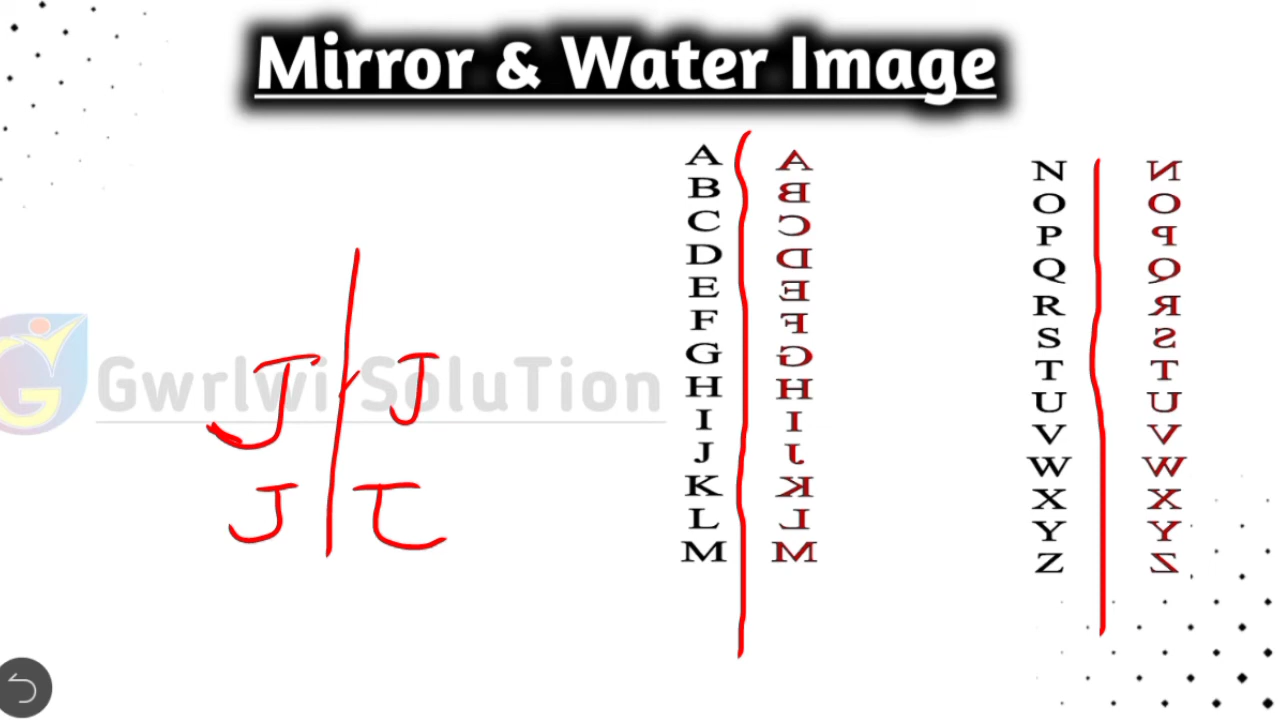 Mirror & Water Image
Gwrlwi SoluTion
G
J J
J
A A
B B
C C
D D
E E
F F
G G
H H
I I
J J
K K
L L
M M
N N
O O
P P
Q Q
R R
S S
T T
U U
V V
W W
X X
Y Y
Z Z